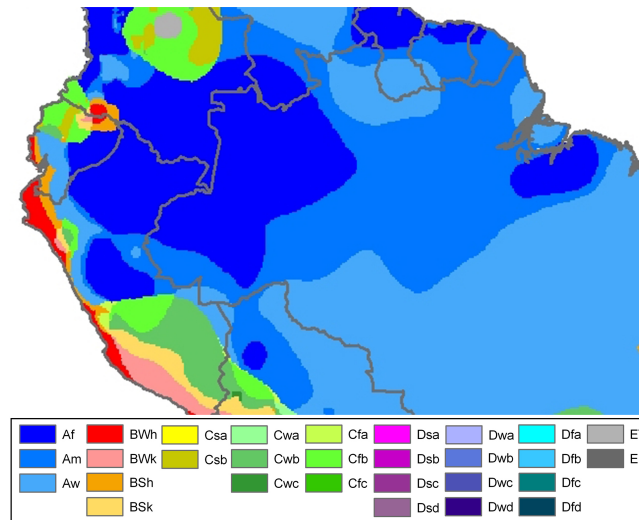 Af BWh Csa Cwa Cfa Dsa Dwa Dfa
Am BWk Csb Cwb Cfb Dsb Dwb Dfb
Aw BSh Cwc Cfc Dsc Dwc Dfc
BSk Dsd Dwd Dfd